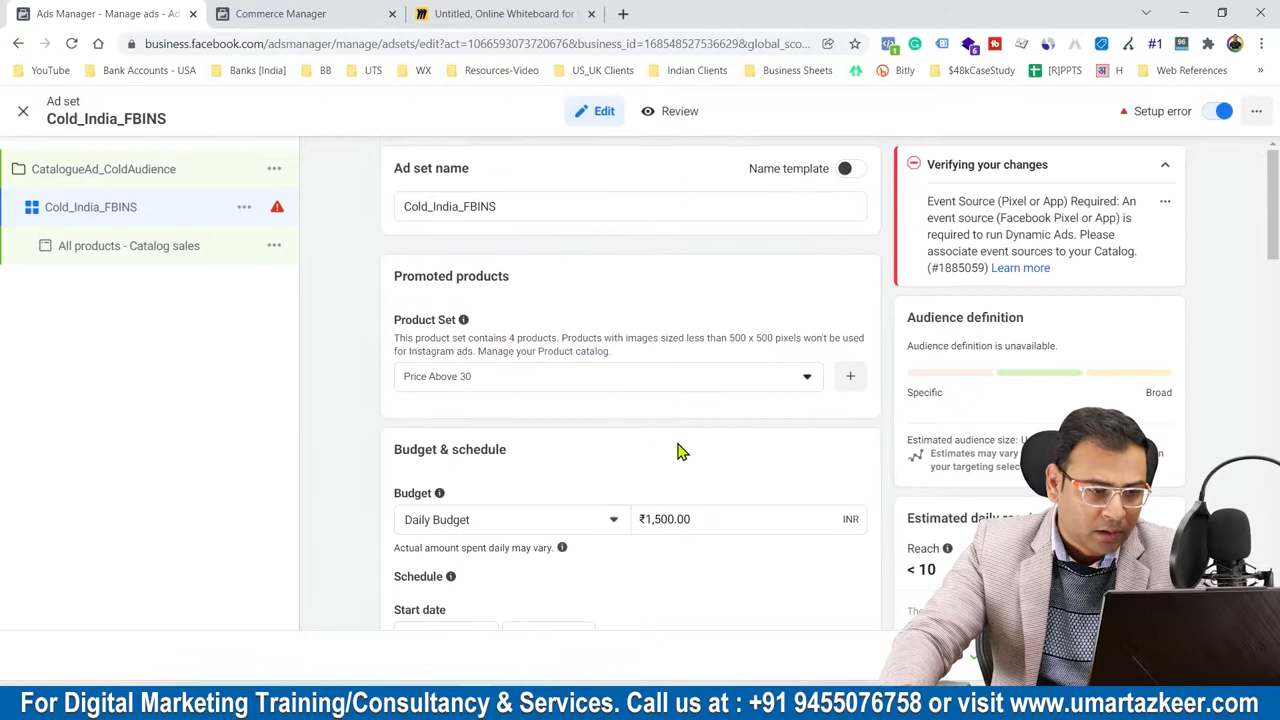 Ads Manager - Manage ads - Ad
Commerce Manager
Untitled, Online Whiteboard for
business.facebook.com/ads/manager/manage/adsets/edit?act=
YouTube
Bank Accounts - USA
Banks [India]
BR
UTS
WX
Resources-Video
US_UK Clients
Indian Clients
Business Sheets
Bitly
$48kCaseStudy
[R]PPTS
H
Web References
#1
96
Ad set
Cold_India_FBINS
Edit
Review
Setup error
CatalogueAd_ColdAudience
Cold_India_FBINS
All products - Catalog sales
Ad set name
Name template
Cold_India_FBINS
Promoted products
Product Set
This product set contains 4 products. Products with images sized less than 500 x 500 pixels won't be used
for Instagram ads. Manage your Product catalog.
Price Above 30
Budget & schedule
Budget
Daily Budget
₹1,500.00
INR
Actual amount spent daily may vary.
Schedule
Start date
Verifying your changes
Event Source (Pixel or App) Required: An
event source (Facebook Pixel or App) is
required to run Dynamic Ads. Please
associate event sources to your Catalog.
(#1885059) Learn more
Audience definition
Audience definition is unavailable.
Specific
Broad
Estimated audience size:
Estimates may vary
your targeting
Estimated daily
Reach
< 10
For Digital Marketing Training/Consultancy & Services. Call us at : +91 9455076758 or visit www.umartazkeer.com